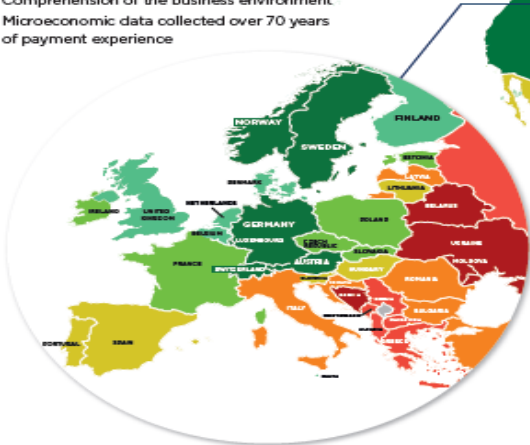 Comprehension of the business environment
Microeconomic data collected over 70 years
of payment experience
NORWAY
FINLAND
SWEDEN
ESTONIA
LATVIA
DENMARK
LITHUANIA
BELARUS
IRELAND
UNITED
KINGDOM
NETHERLANDS
GERMANY
POLAND
BELGIUM
LUXEMBOURG
CZECH
REPUBLIC
UKRAINE
SLOVAKIA
MOLDOVA
FRANCE
AUSTRIA
SWITZERLAND
HUNGARY
ROMANIA
ITALY
BULGARIA
PORTUGAL
SPAIN
GREECE